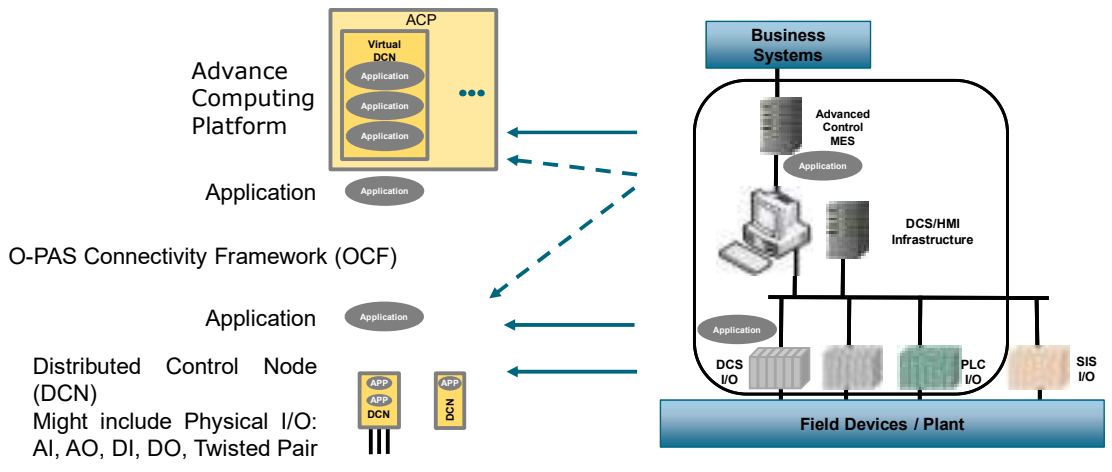 ACP
Virtual
DCN
Application
Application
Application
•••
Advance
Computing
Platform
Application
Application
O-PAS Connectivity Framework (OCF)
Application
Application
Distributed Control Node
(DCN)
Might include Physical I/O:
AI, AO, DI, DO, Twisted Pair
APP
APP
DCN
APP
DCN
Business
Systems
Advanced
Control
MES
Application
DCS/HMI
Infrastructure
Application
DCS
I/O
PLC
I/O
SIS
I/O
Field Devices / Plant